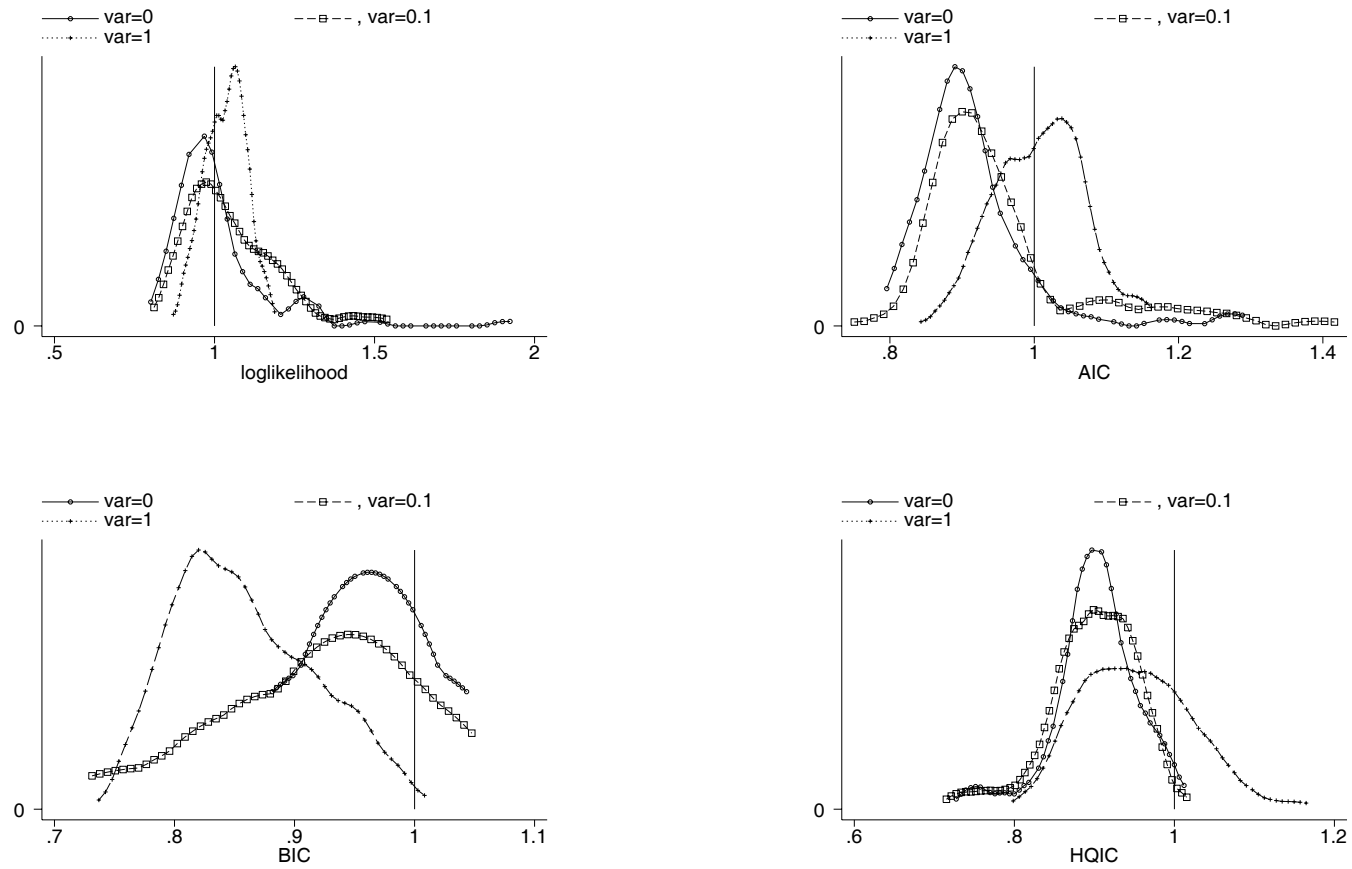 var=0
, var=0.1
var=1
0
.5
1
1.5
2
loglikelihood
var=0
, var=0.1
var=1
0
.8
1
1.2
1.4
AIC
var=0
, var=0.1
var=1
0
.7
.8
.9
1
1.1
BIC
var=0
, var=0.1
var=1
0
.6
.8
1
1.2
HQIC